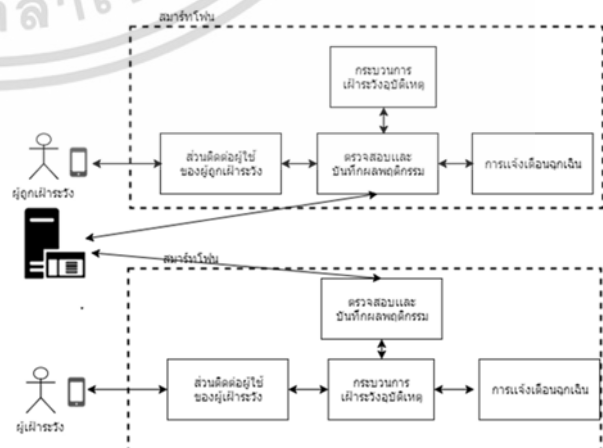 สมาร์ทโฟน
กระบวนการ
เฝ้าระวังอุบัติเหตุ
ส่วนติดต่อผู้ใช้
ของผู้ถูกเฝ้าระวัง
ตรวจสอบและ
บันทึกผลพฤติกรรม
การแจ้งเตือนฉุกเฉิน
ผู้ถูกเฝ้าระวัง
สมาร์ทโฟน
ตรวจสอบและ
บันทึกผลพฤติกรรม
ส่วนติดต่อผู้ใช้
ของผู้เฝ้าระวัง
กระบวนการ
เฝ้าระวังอุบัติเหตุ
การแจ้งเตือนฉุกเฉิน
ผู้เฝ้าระวัง